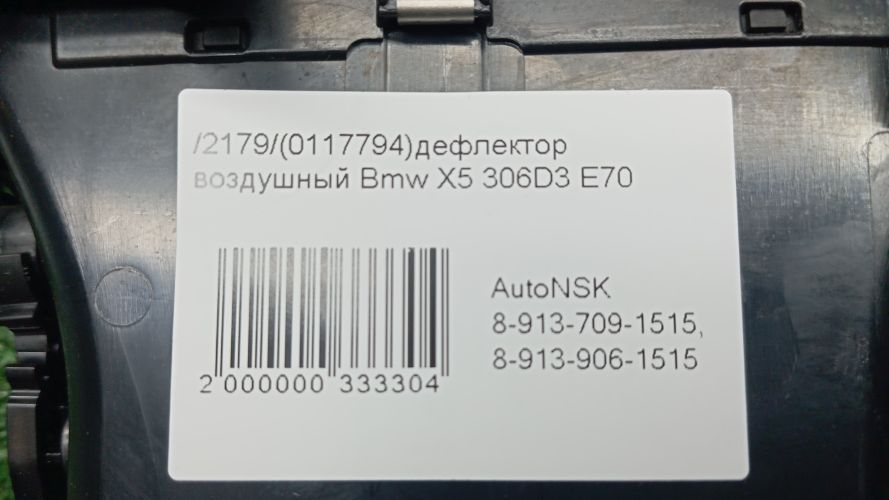 /2179/(0117794)дефлектор
воздушный Bmw X5 306D3 E70
AutoNSK
8-913-709-1515,
8-913-906-1515
2 000000 333304